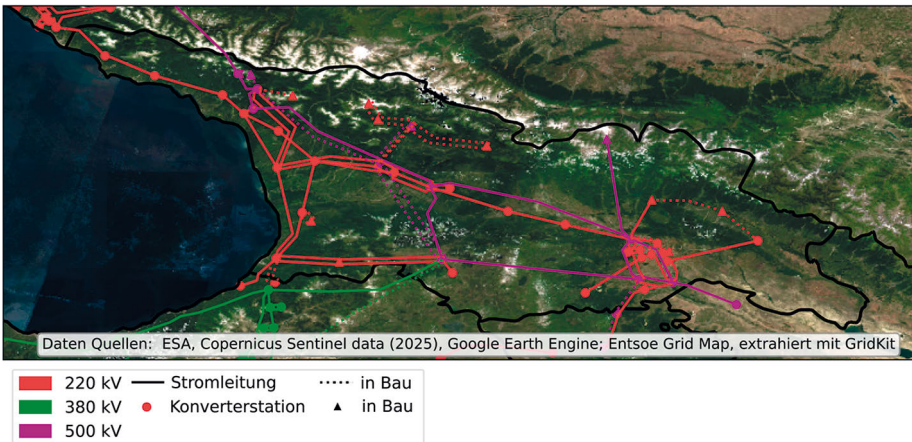 Daten Quellen: ESA, Copernicus Sentinel data (2025), Google Earth Engine; Entsoe Grid Map, extrahiert mit GridKit
220 kV Stromleitung in Bau
380 kV Konverterstation in Bau
500 kV